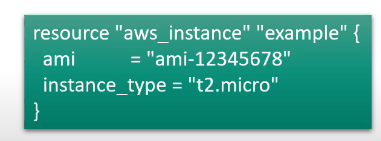 resource "aws_instance" "example" {
ami = "ami-12345678"
instance_type = "t2.micro"
}